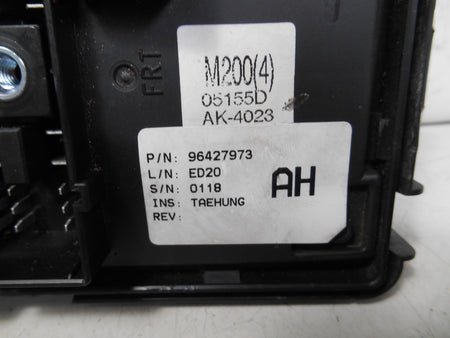 FRT
M200(4)
05155D
AK-4023
P/N: 96427973
L/N: ED20
S/N: 0118
INS: TAEHUNG
REV:
AH